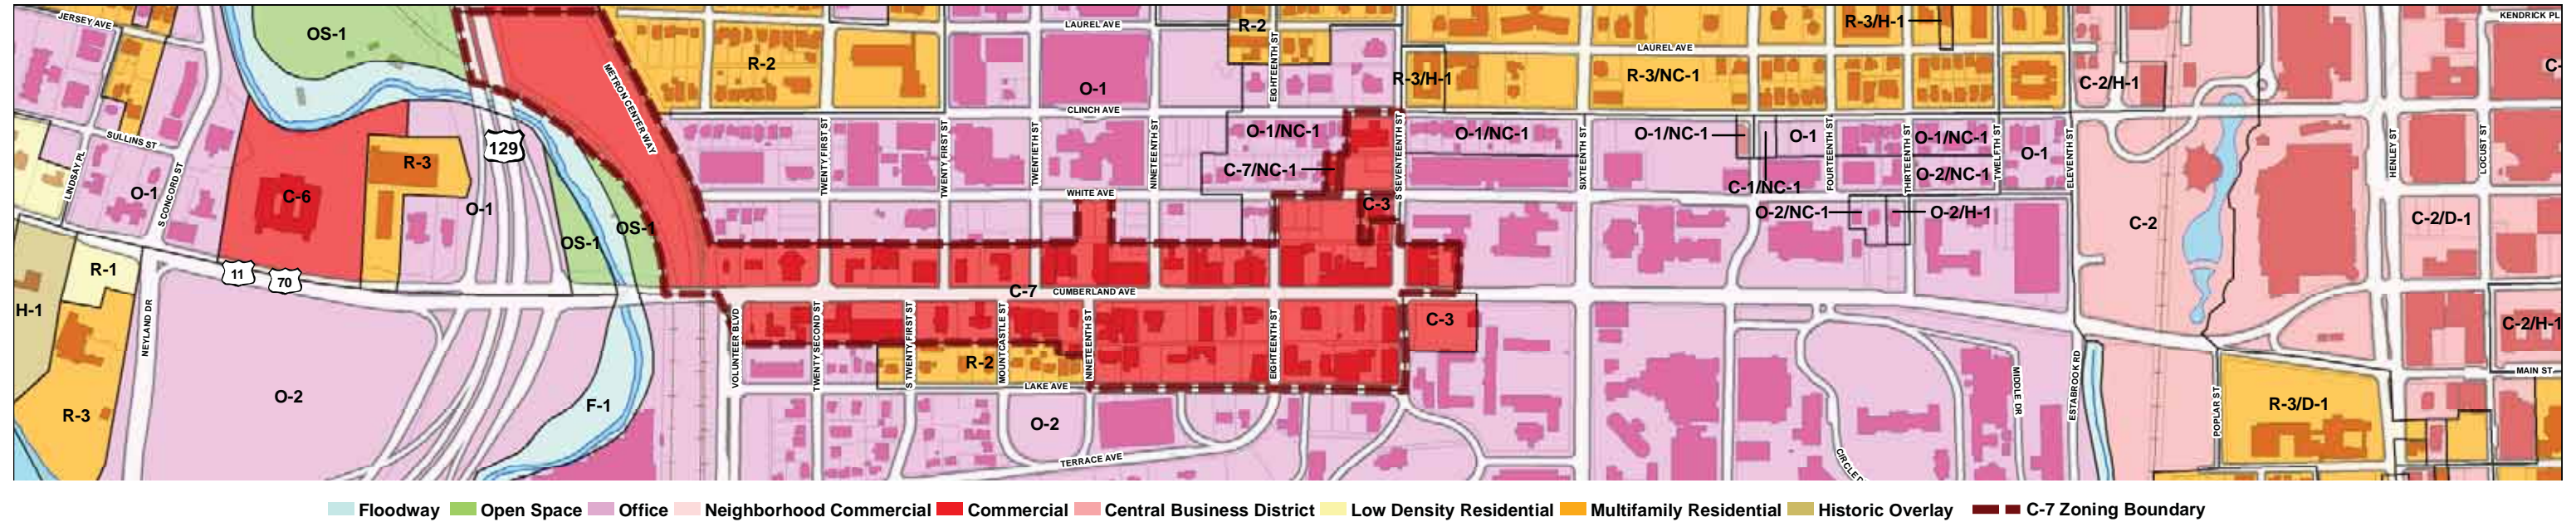 JERSEY AVE
OS-1
METRON CENTER WAY
R-2
LAUREL AVE
O-1
CLINCH AVE
R-2
EIGHTEENTH ST
R-3/H-1
R-3/H-1
LAUREL AVE
R-3/NC-1
C-2/H-1
KENDRICK PL
C-
SULLINS ST
LINDSAY PL
O-1
S CONCORD ST
C-6
R-3
129
O-1
OS-1
OS-1
TWENTY FIRST ST
TWENTY FIRST ST
TWENTIETH ST
NINETEENTH ST
WHITE AVE
O-1/NC-1
C-7/NC-1
C-3
SEVENTEENTH ST
O-1/NC-1
SIXTEENTH ST
O-1/NC-1
C-1/NC-1
O-1
FOURTEENTH ST
O-1/NC-1
O-2/NC-1
THIRTEENTH ST
TWELFTH ST
O-1
ELEVENTH ST
O-2/NC-1
O-2/H-1
C-2
HENLEY ST
LOCUST ST
C-2/D-1
R-1
H-1
R-3
NEYLAND DR
11
70
O-2
F-1
C-7
CUMBERLAND AVE
VOLUNTEER BLVD
TWENTY SECOND ST
S TWENTY FIRST ST
R-2
MOUNTCASTLE ST
LAKE AVE
NINETEENTH ST
EIGHTEENTH ST
O-2
TERRACE AVE
C-3
CIRCLE D
MIDDLE DR
ESTABROOK RD
POPLAR ST
R-3/D-1
C-2/H-1
MAIN ST
Floodway Open Space Office Neighborhood Commercial Commercial Central Business District Low Density Residential Multifamily Residential Historic Overlay C-7 Zoning Boundary